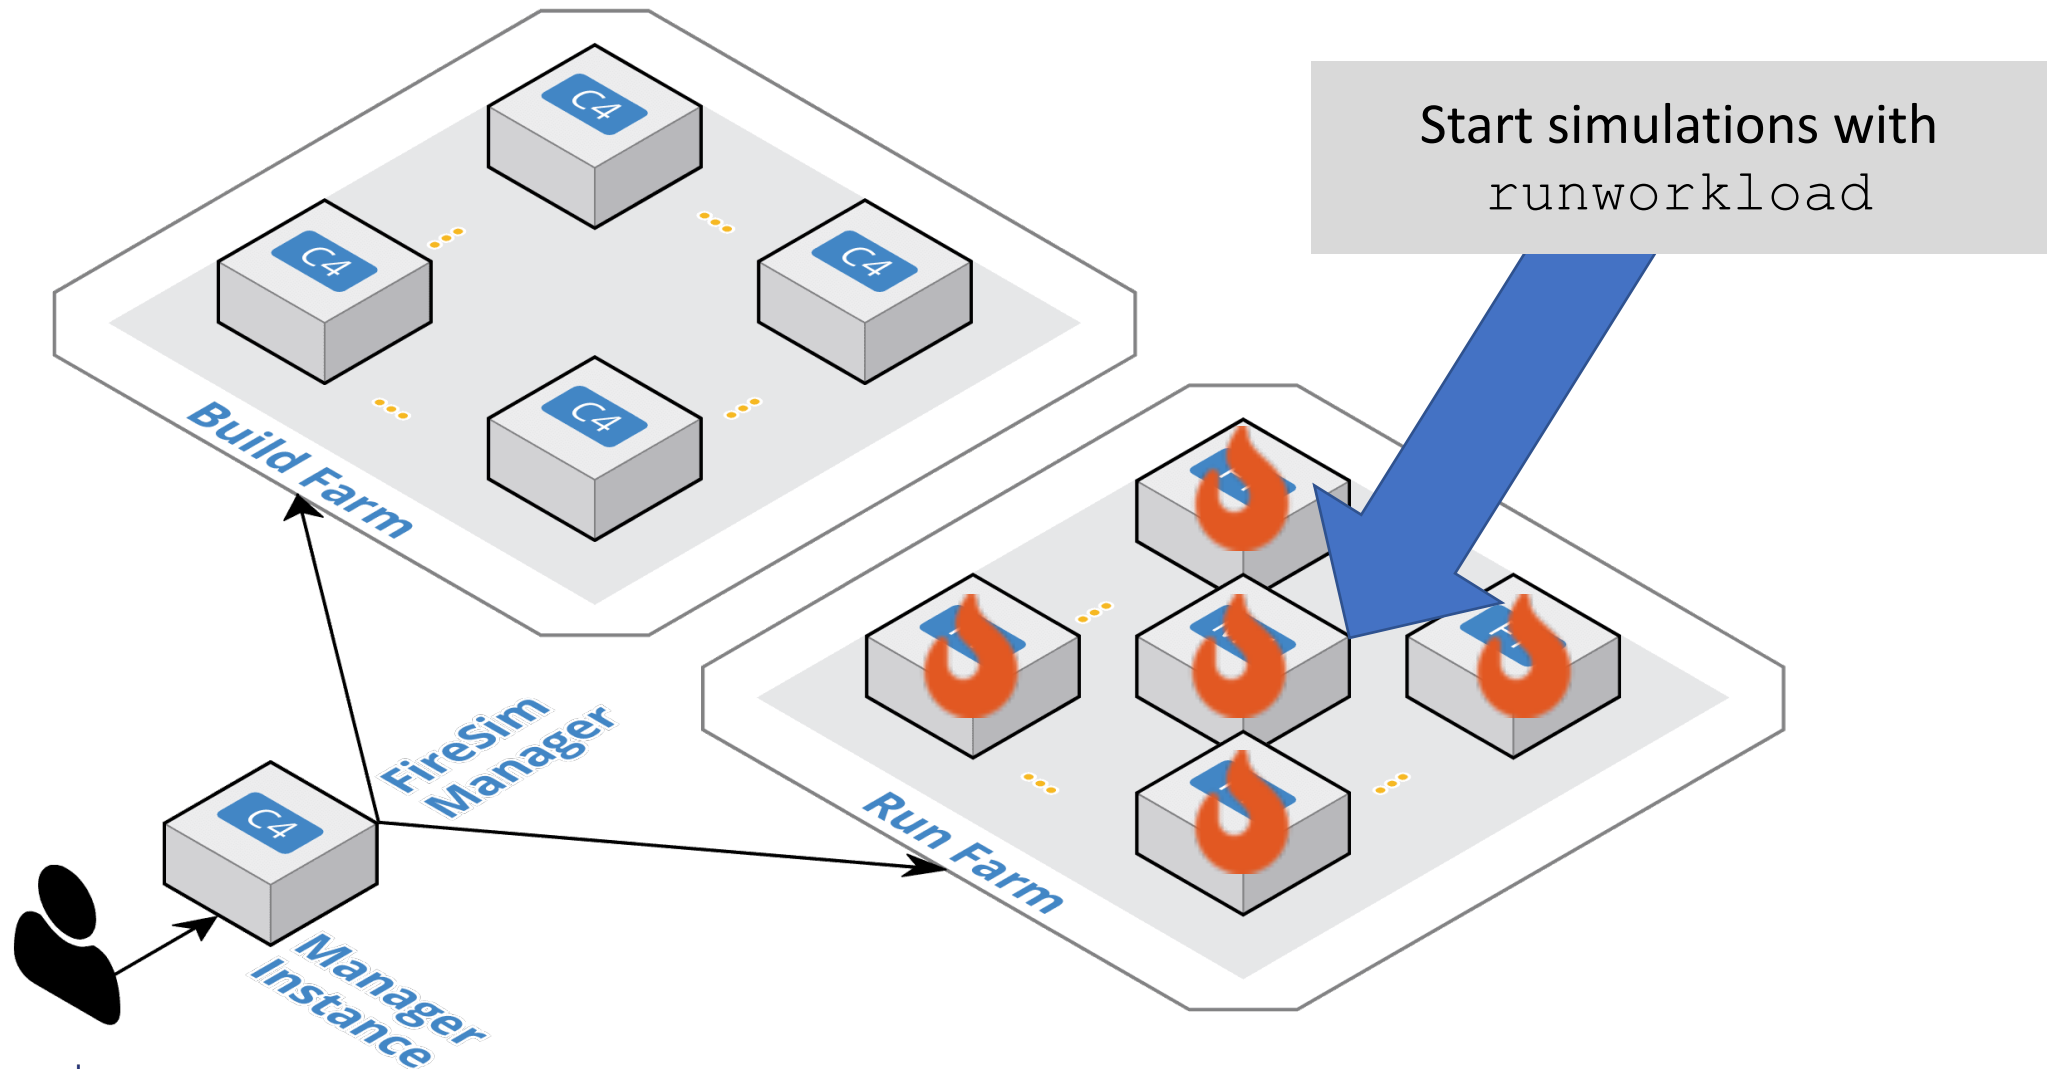 Start simulations with
runworkload
C4
C4
C4
C4
Build Farm
FireSim
Manager
C4
Manager
Instance
Run Farm